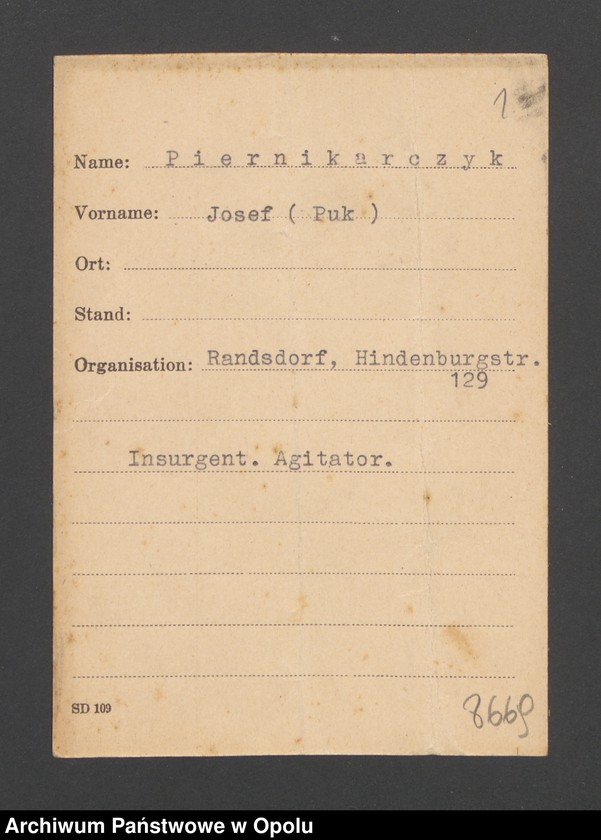 1
Name: Piernikarczyk
Vorname: Josef ( Puk )
Ort:
Stand:
Organisation: Randsdorf, Hindenburgstr.
129
Insurgent. Agitator.
SD 109
8669
Archiwum Państwowe w Opolu